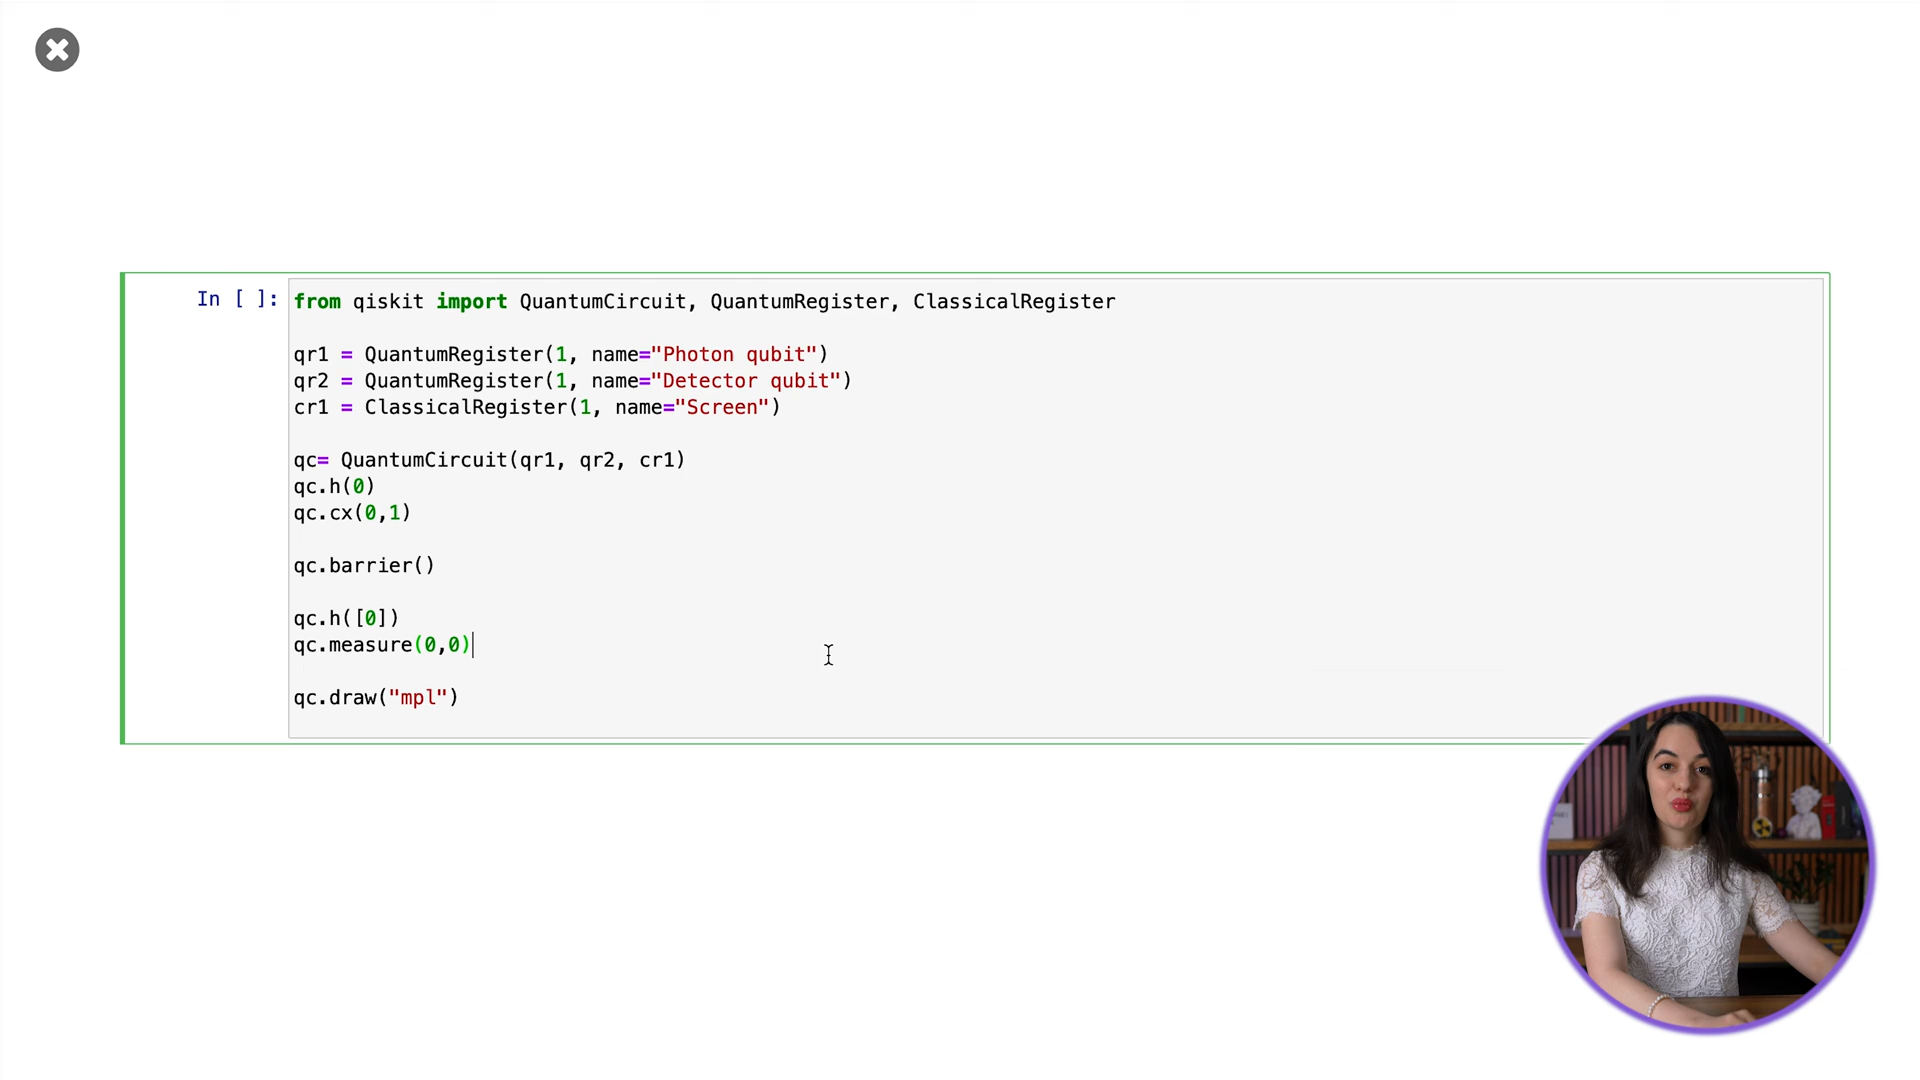 In [ ]:
from qiskit import QuantumCircuit, QuantumRegister, ClassicalRegister
qr1 = QuantumRegister(1, name="Photon qubit")
qr2 = QuantumRegister(1, name="Detector qubit")
cr1 = ClassicalRegister(1, name="Screen")
qc= QuantumCircuit(qr1, qr2, cr1)
qc.h(0)
qc.cx(0,1)
qc.barrier()
qc.h([0])
qc.measure(0,0)
qc.draw("mpl")